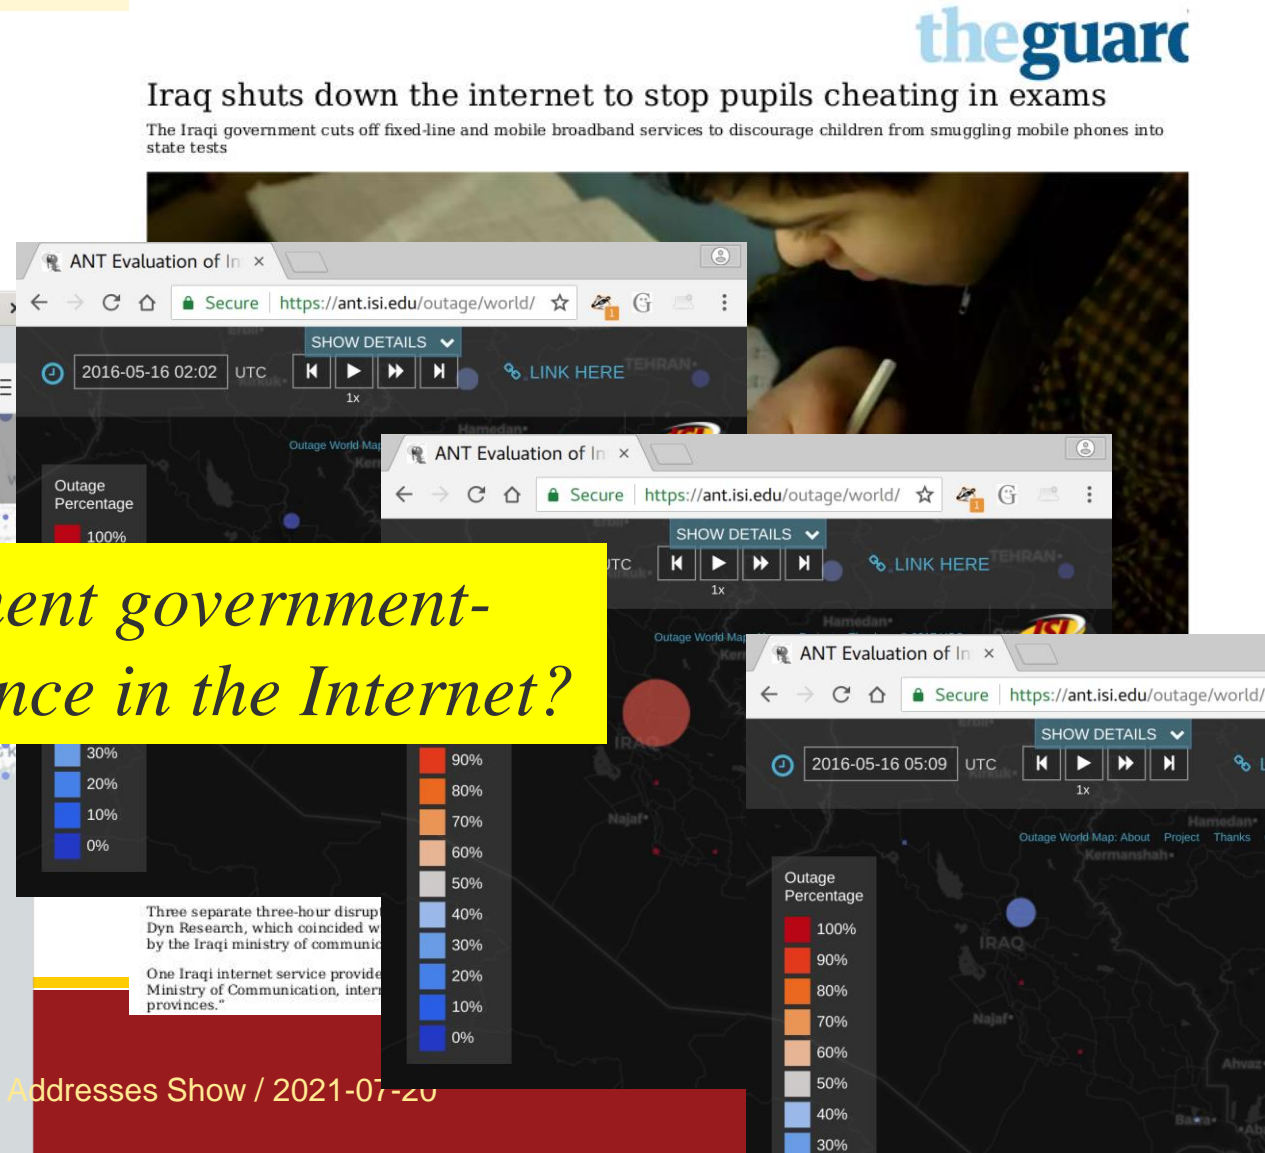 theguar
Iraq shuts down the internet to stop pupils cheating in exams
The Iraqi government cuts off fixed-line and mobile broadband services to discourage children from smuggling mobile phones into
state tests
ANT Evaluation of In ×
Secure https://ant.isi.edu/outage/world/
SHOW DETAILS
2016-05-16 02:02 UTC
1x
LINK HERE
TEHRAN
Hamedan
Outage World Map
Outage
Percentage
100%
30%
20%
10%
0%
ANT Evaluation of In ×
Secure https://ant.isi.edu/outage/world/
SHOW DETAILS
UTC
1x
LINK HERE
TEHRAN
Hamedan
Outage World Map
ISI
IRAQ
Najaf
90%
80%
70%
60%
50%
40%
30%
20%
10%
0%
ment government-
nce in the Internet?
ANT Evaluation of In ×
Secure https://ant.isi.edu/outage/world/
SHOW DETAILS
2016-05-16 05:09 UTC
1x
Hamedan
Outage World Map: About Project Thanks
Kermanshah
Outage
Percentage
100%
90%
80%
70%
60%
50%
40%
30%
IRAQ
Najaf
Ahvaz
Basra
Three separate three-hour disrupt
Dyn Research, which coincided w
by the Iraqi ministry of communic
One Iraqi internet service provide
Ministry of Communication, intern
provinces."
Addresses Show / 2021-07-20